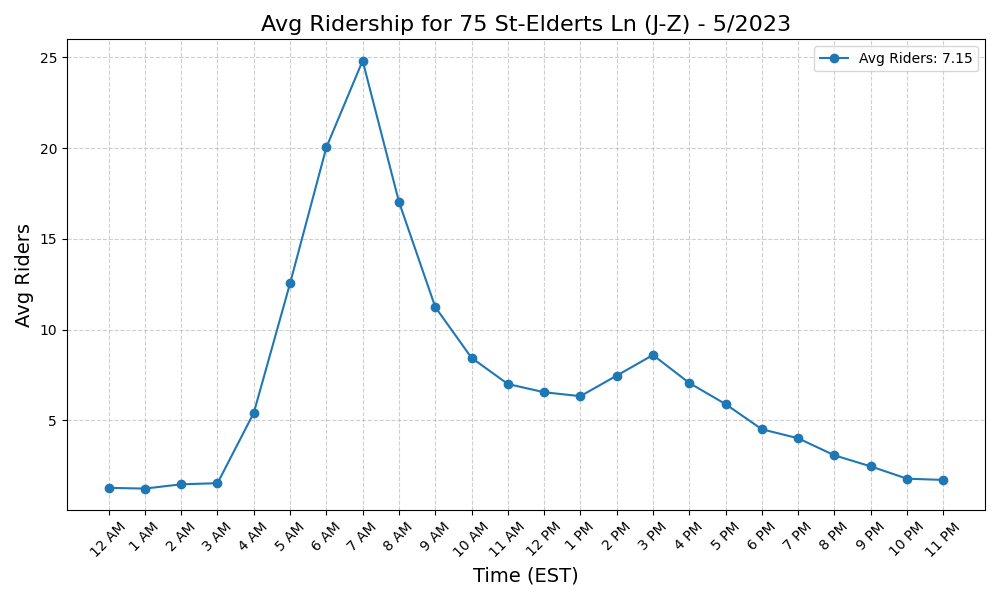 Avg Ridership for 75 St-Elderts Ln (J-Z) - 5/2023
Avg Riders: 7.15
Avg Riders
25
20
15
10
5
12 AM
1 AM
2 AM
3 AM
4 AM
5 AM
6 AM
7 AM
8 AM
9 AM
10 AM
11 AM
12 PM
1 PM
2 PM
3 PM
4 PM
5 PM
6 PM
7 PM
8 PM
9 PM
10 PM
11 PM
Time (EST)